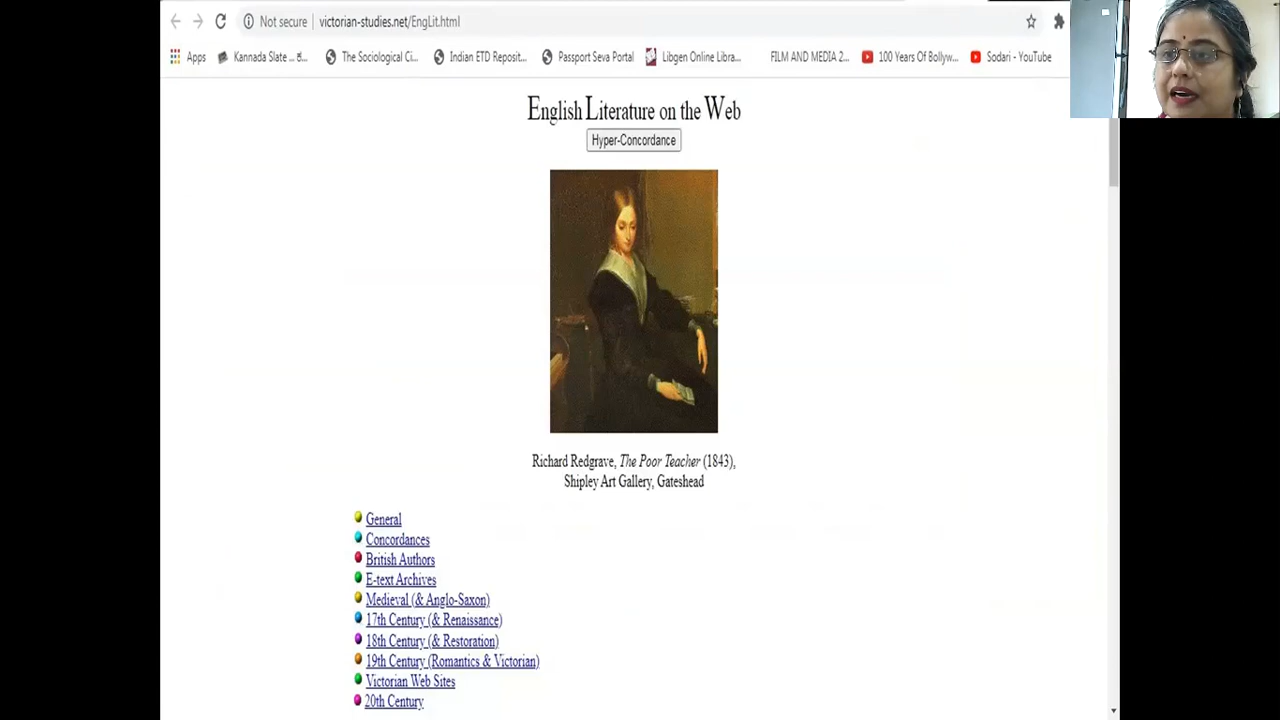 Not secure | victorian-studies.net/EngLit.html
Apps Kannada Slate ... ಕ... The Sociological Ci... Indian ETD Reposit... Passport Seva Portal Libgen Online Libra... FILM AND MEDIA 2... 100 Years Of Bollyw... Sodari - YouTube
English Literature on the Web
Hyper-Concordance
Richard Redgrave, The Poor Teacher (1843),
Shipley Art Gallery, Gateshead
General
Concordances
British Authors
E-text Archives
Medieval (& Anglo-Saxon)
17th Century (& Renaissance)
18th Century (& Restoration)
19th Century (Romantics & Victorian)
Victorian Web Sites
20th Century